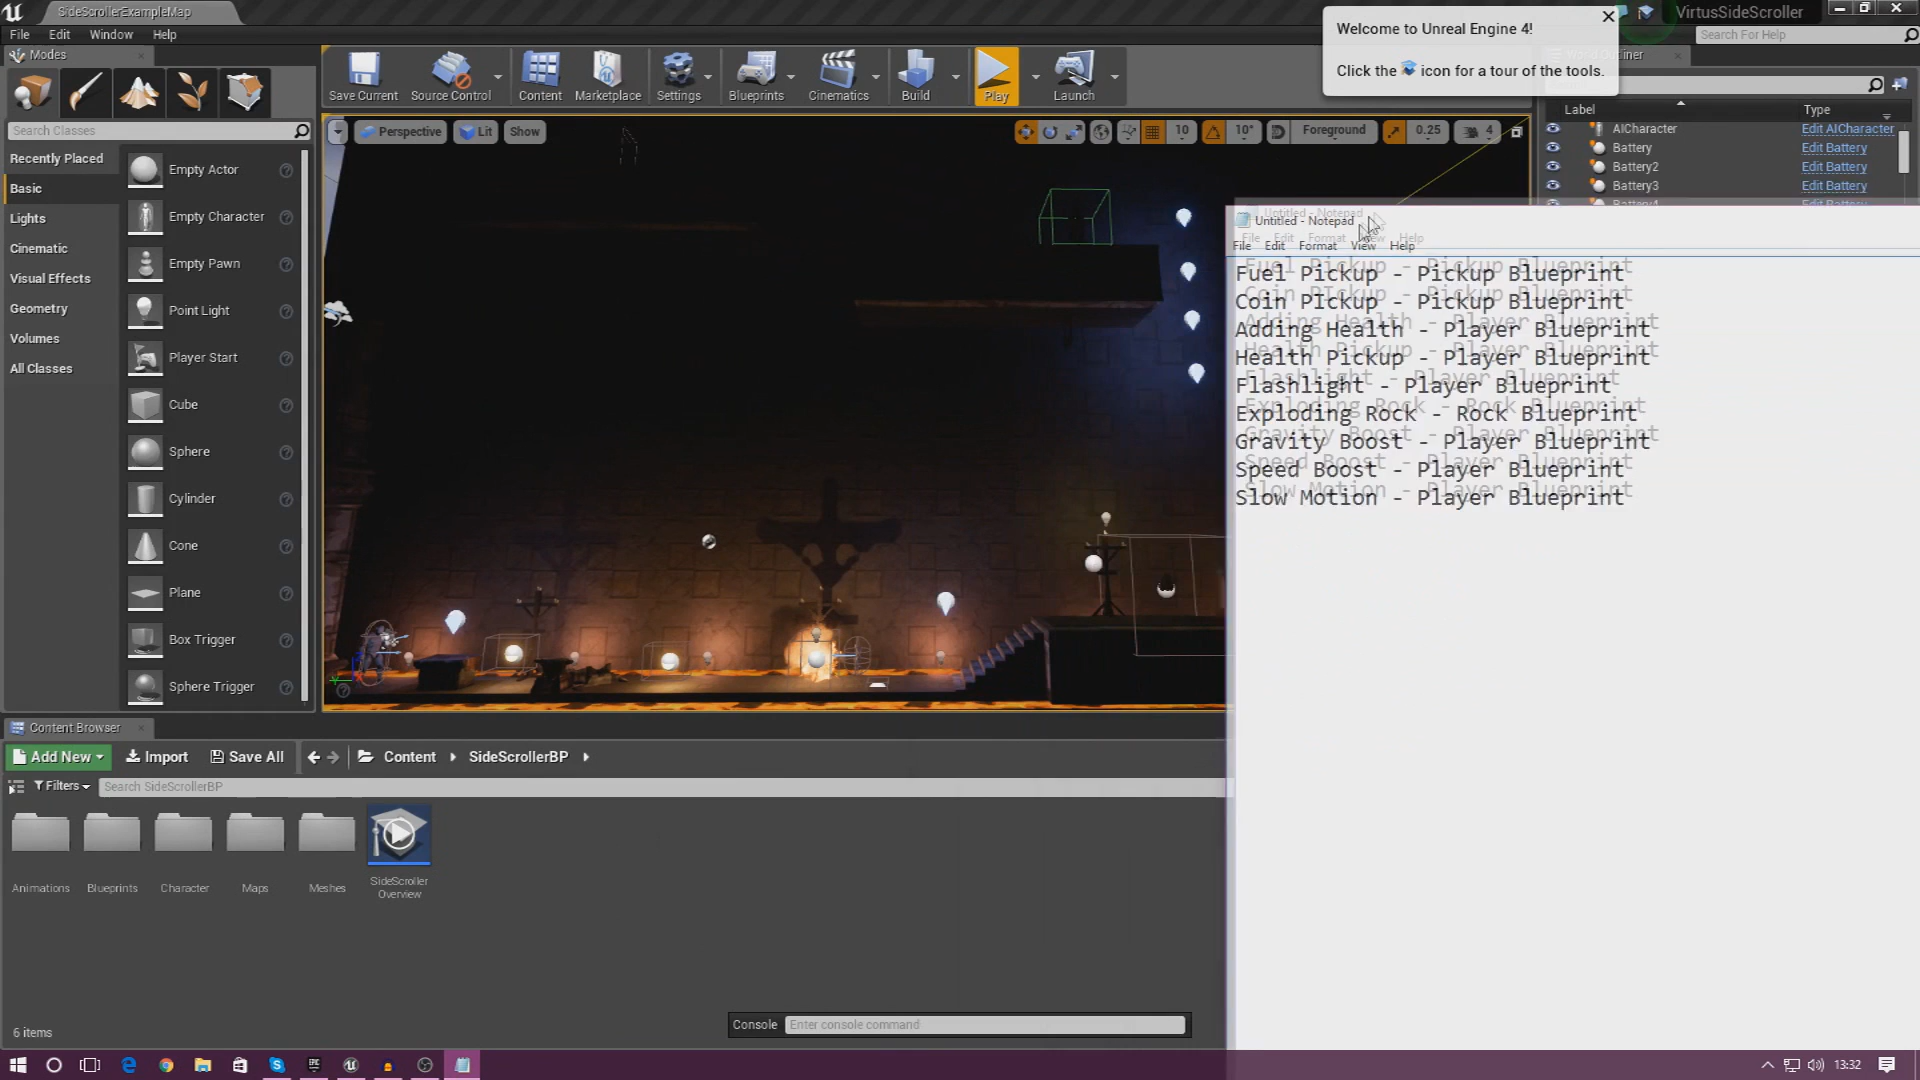 SideScrollerExampleMap
VirtusSideScroller
File Edit Window Help
Search For Help
Welcome to Unreal Engine 4!
Click the icon for a tour of the tools.
Modes
Save Current
Source Control
Content
Marketplace
Settings
Blueprints
Cinematics
Build
Play
Launch
Search Classes
Recently Placed
Basic
Lights
Cinematic
Visual Effects
Geometry
Volumes
All Classes
Empty Actor
Empty Character
Empty Pawn
Point Light
Player Start
Cube
Sphere
Cylinder
Cone
Plane
Box Trigger
Sphere Trigger
Perspective
Lit
Show
10
10°
Foreground
0.25
4
Label Type
AICharacter Edit AICharacter
Battery Edit Battery
Battery2 Edit Battery
Battery3 Edit Battery
Untitled - Notepad
File Edit Format View Help
Fuel Pickup - Pickup Blueprint
Coin PIckup - Pickup Blueprint
Adding Health - Player Blueprint
Health Pickup - Player Blueprint
Flashlight - Player Blueprint
Exploding Rock - Rock Blueprint
Gravity Boost - Player Blueprint
Speed Boost - Player Blueprint
Slow Motion - Player Blueprint
Content Browser
Add New
Import
Save All
Content
SideScrollerBP
Filters
Search SideScrollerBP
Animations
Blueprints
Character
Maps
Meshes
SideScroller
Overview
6 items
Console
Enter console command
13:32